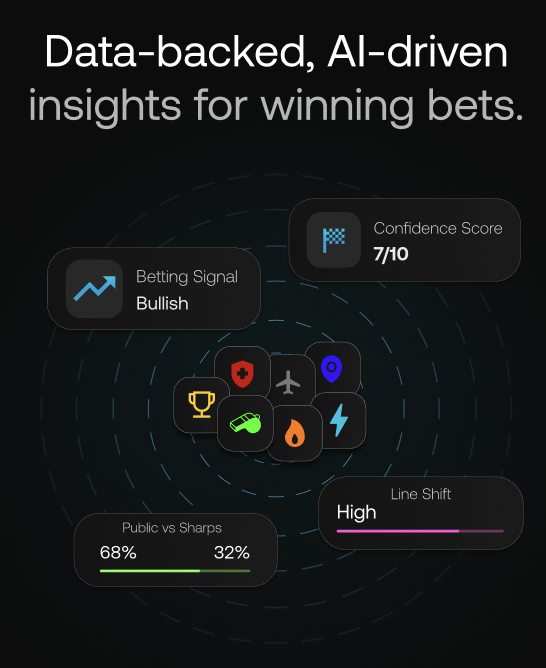 Data-backed, AI-driven
insights for winning bets.
Confidence Score
7/10
Betting Signal
Bullish
Line Shift
High
Public vs Sharps
68% 32%